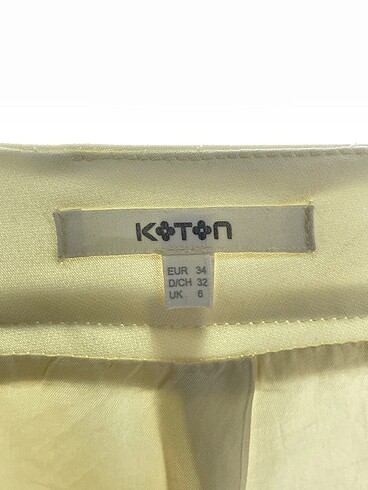 KOTON
EUR 34
D/CH 32
UK 6